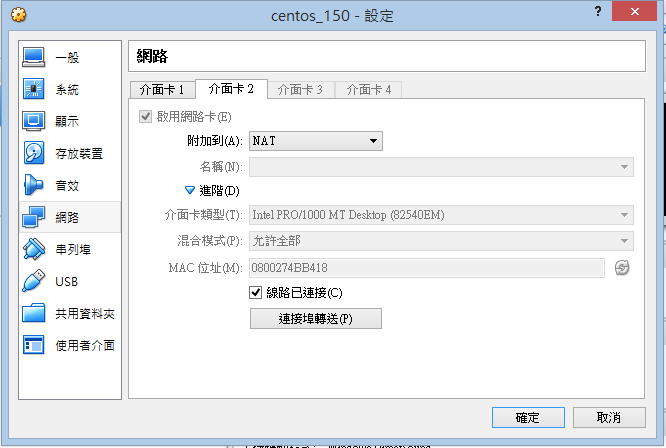 centos_150 - 設定
?
一般
系統
顯示
存放裝置
音效
網路
串列埠
USB
共用資料夾
使用者介面
網路
介面卡 1
介面卡 2
介面卡 3
介面卡 4
啟用網路卡(E)
附加到(A): NAT
名稱(N):
進階(D)
介面卡類型(T): Intel PRO/1000 MT Desktop (82540EM)
混合模式(P): 允許全部
MAC 位址(M): 0800274BB418
線路已連接(C)
連接埠轉送(P)
確定
取消